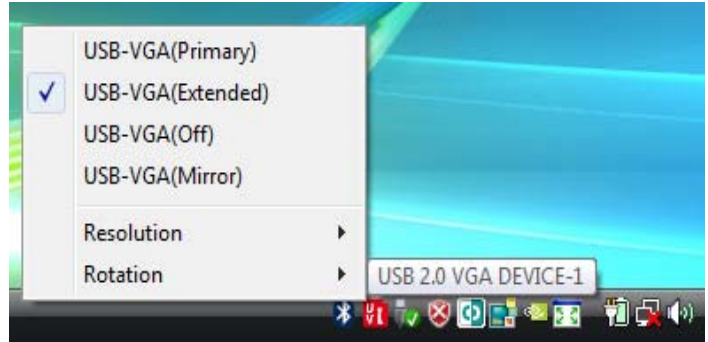 USB-VGA(Primary)
USB-VGA(Extended)
USB-VGA(Off)
USB-VGA(Mirror)
Resolution
Rotation
USB 2.0 VGA DEVICE-1